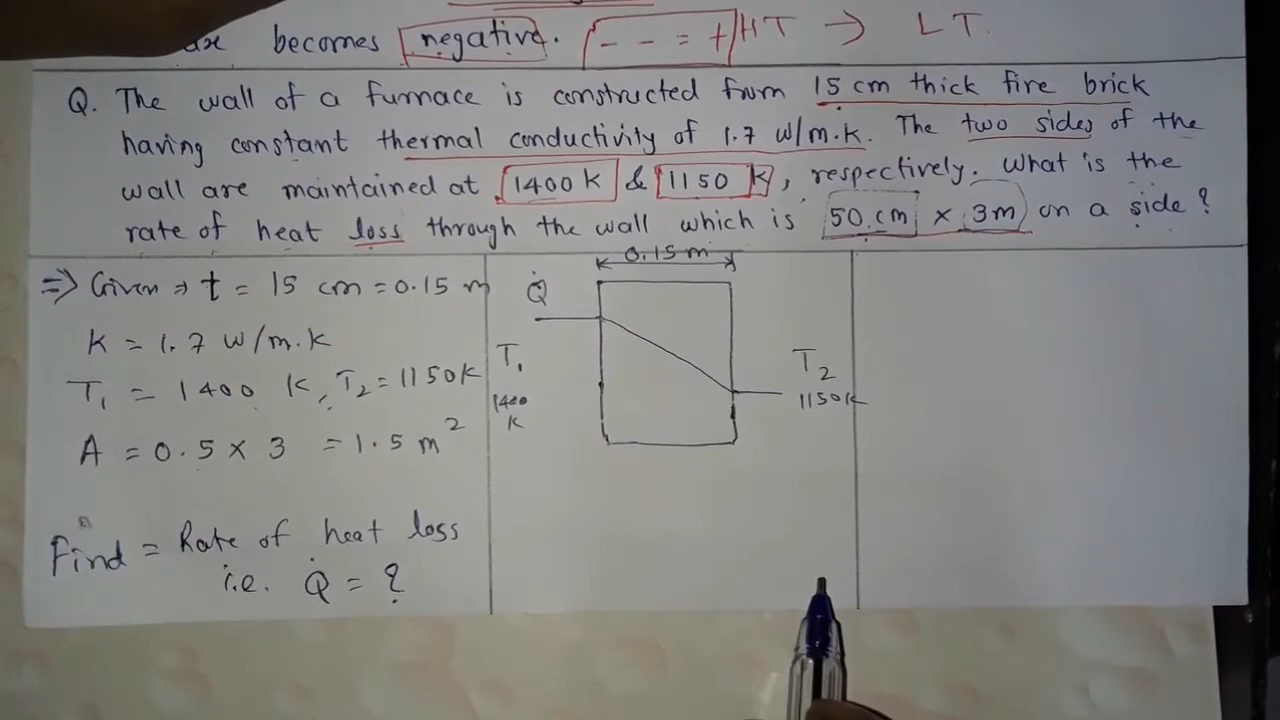 becomes negative. - - = + HT → LT.
Q. The wall of a furnace is constructed from 15 cm thick fire brick
having constant thermal conductivity of 1.7 W/m.K. The two sides of the
wall are maintained at 1400 K & 1150 K, respectively. What is the
rate of heat loss through the wall which is 50 cm × 3m on a side?
⇒ Given → t = 15 cm = 0.15 m
K = 1.7 W/m.K
T₁ = 1400 K, T₂ = 1150K
A = 0.5 × 3 = 1.5 m²
Find = Rate of heat loss
i.e. Q̇ = ?
0.15 m
Q̇
T₁
1400
K
T₂
1150K